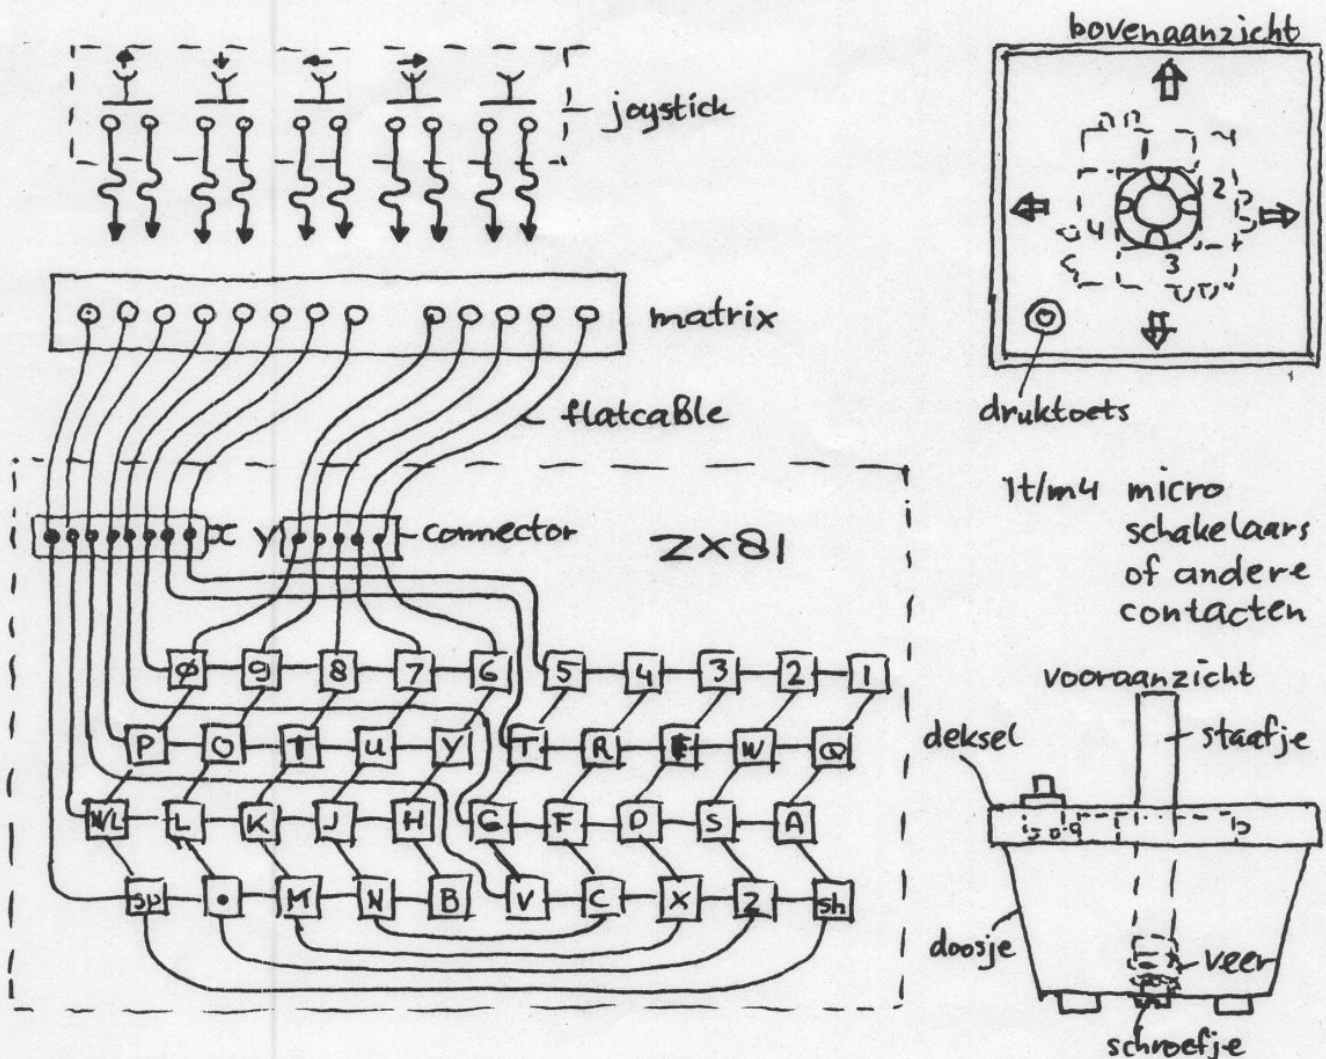 joystick
matrix
flatcable
x y connector
ZX81
Ø 9 8 7 6 5 4 3 2 1
P O I U Y T R E W Q
N/L L K J H G F D S A
sp . M N B V C X Z sh
bovenaanzicht
1
2
4
3
druktoets
1t/m4 micro
schakelaars
of andere
contacten
vooraanzicht
deksel
staafje
doosje
veer
schroefje